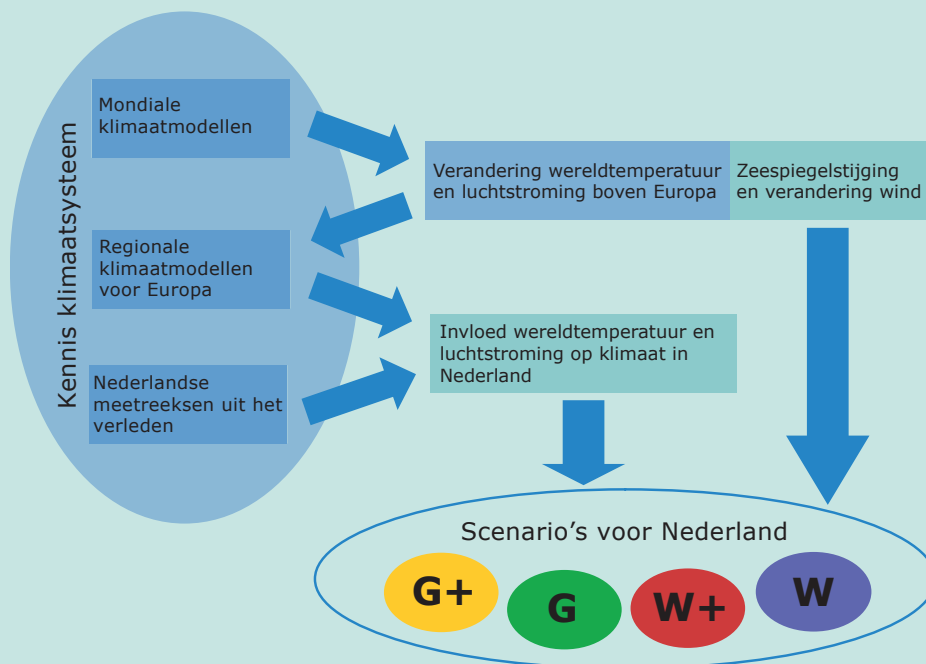 Kennis klimaatsysteem
Mondiale
klimaatmodellen
Verandering wereldtemperatuur
en luchtstroming boven Europa
Zeespiegelstijging
en verandering wind
Regionale
klimaatmodellen
voor Europa
Invloed wereldtemperatuur en
luchtstroming op klimaat in
Nederland
Nederlandse
meetreeksen uit het
verleden
Scenario's voor Nederland
G+
G
W+
W